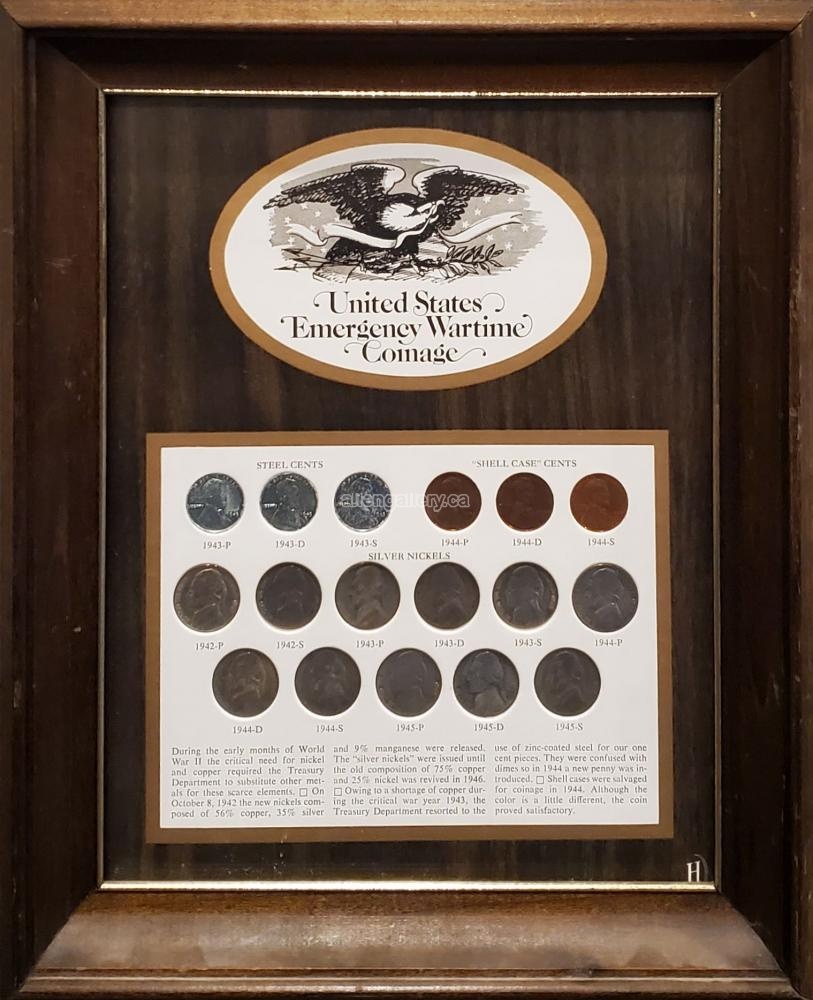 United States
Emergency Wartime
Coinage
STEEL CENTS
"SHELL CASE" CENTS
allengallery.ca
1943-P 1943-D 1943-S 1944-P 1944-D 1944-S
SILVER NICKELS
1942-P 1942-S 1943-P 1943-D 1943-S 1944-P
1944-D 1944-S 1945-P 1945-D 1945-S
During the early months of World
War II the critical need for nickel
and copper required the Treasury
Department to substitute other met-
als for these scarce elements. □ On
October 8, 1942 the new nickels com-
posed of 56% copper, 35% silver
and 9% manganese were released.
The "silver nickels" were issued until
the old composition of 75% copper
and 25% nickel was revived in 1946.
□ Owing to a shortage of copper dur-
ing the critical war year 1943, the
Treasury Department resorted to the
use of zinc-coated steel for our one
cent pieces. They were confused with
dimes so in 1944 a new penny was in-
troduced. □ Shell cases were salvaged
for coinage in 1944. Although the
color is a little different, the coin
proved satisfactory.
H